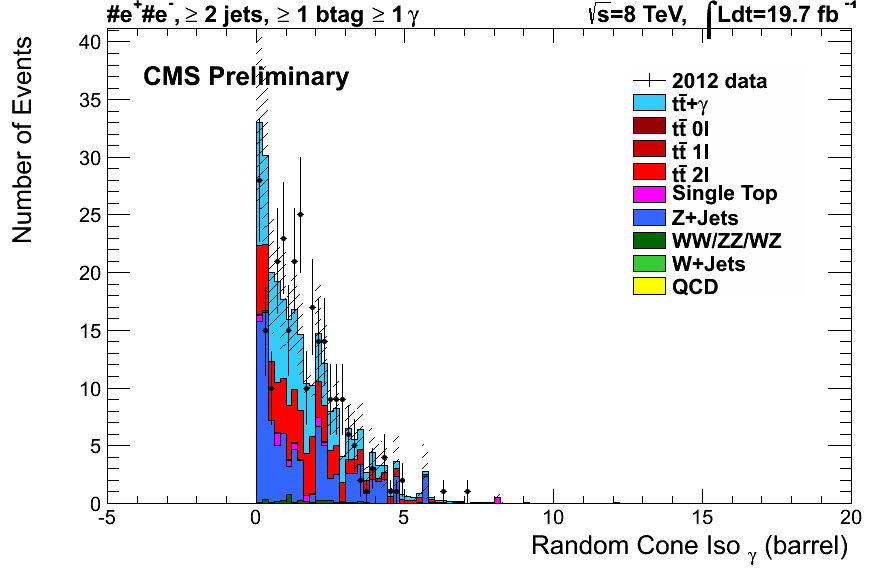 #e+#e-, ≥ 2 jets, ≥ 1 btag ≥ 1 γ
√s=8 TeV, ∫Ldt=19.7 fb-1
CMS Preliminary
Number of Events
40
35
30
25
20
15
10
5
0
2012 data
tt̄+γ
tt̄ 0l
tt̄ 1l
tt̄ 2l
Single Top
Z+Jets
WW/ZZ/WZ
W+Jets
QCD
-5 0 5 10 15 20
Random Cone Iso γ (barrel)